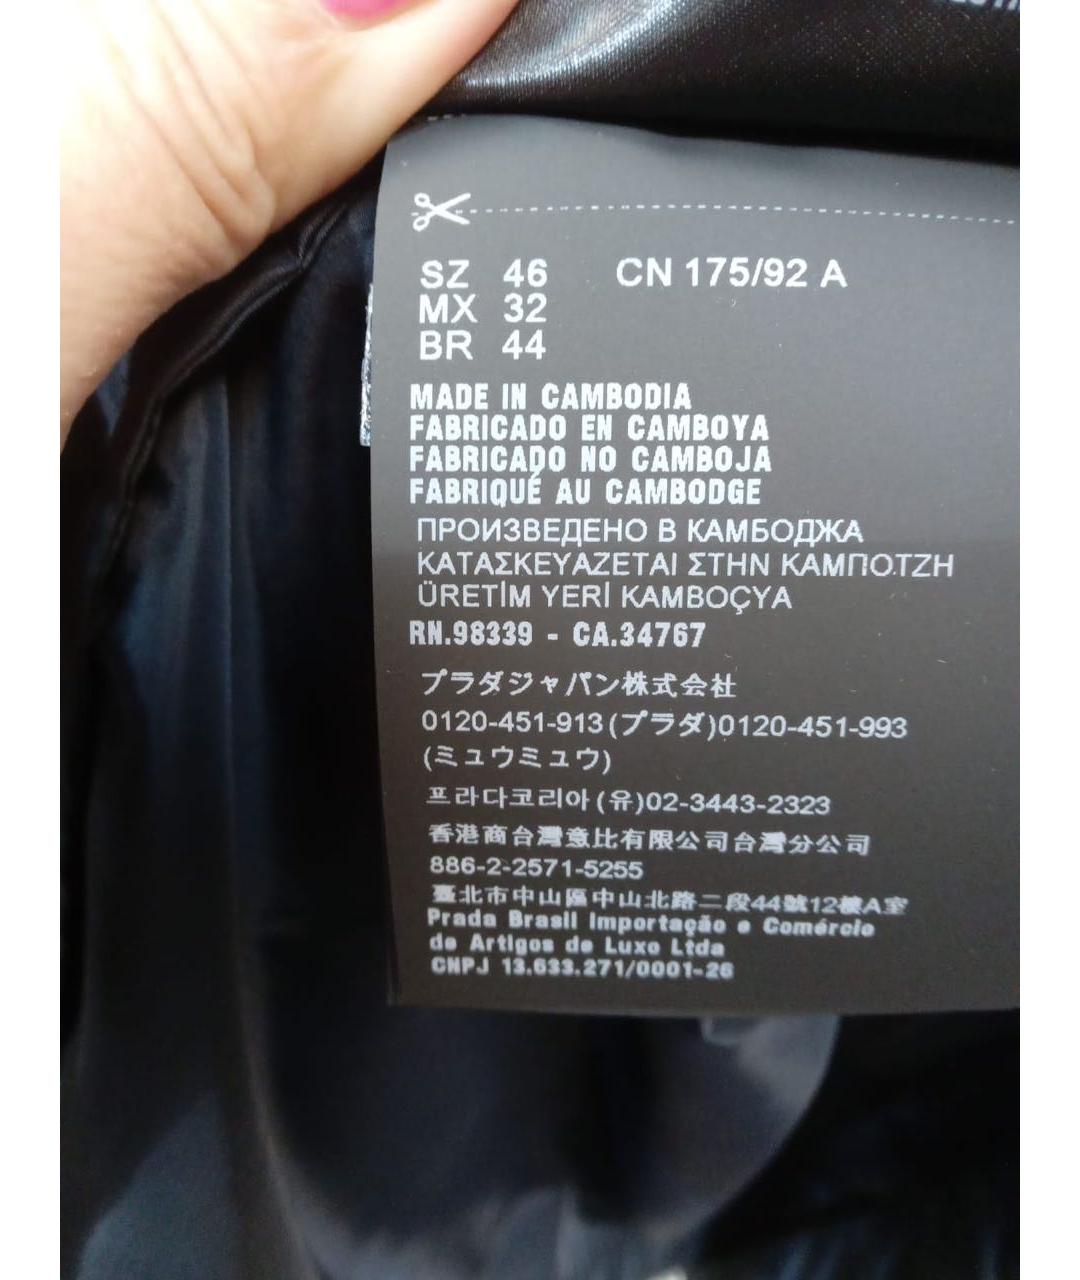 SZ 46 CN 175/92 A
MX 32
BR 44
MADE IN CAMBODIA
FABRICADO EN CAMBOYA
FABRICADO NO CAMBOJA
FABRIQUÉ AU CAMBODGE
ПРОИЗВЕДЕНО В КАМБОДЖА
ΚΑΤΑΣΚΕΥΑΖΕΤΑΙ ΣΤΗΝ ΚΑΜΠΟΤΖΗ
ÜRETİM YERİ KAMBOÇYA
RN.98339 - CA.34767
プラダジャパン株式会社
0120-451-913(プラダ)0120-451-993
(ミュウミュウ)
프라다코리아(유)02-3443-2323
香港商台灣意比有限公司台灣分公司
886-2-2571-5255
臺北市中山區中山北路二段44號12樓A室
Prada Brasil Importação e Comércio
de Artigos de Luxo Ltda
CNPJ 13.633.271/0001-26